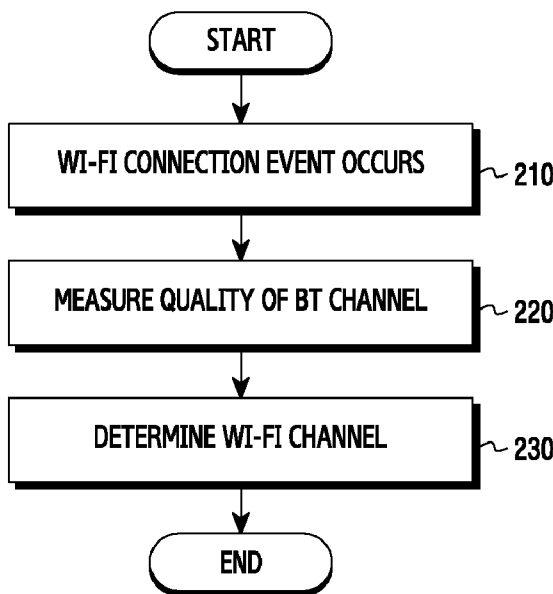 START
WI-FI CONNECTION EVENT OCCURS
210
MEASURE QUALITY OF BT CHANNEL
220
DETERMINE WI-FI CHANNEL
230
END